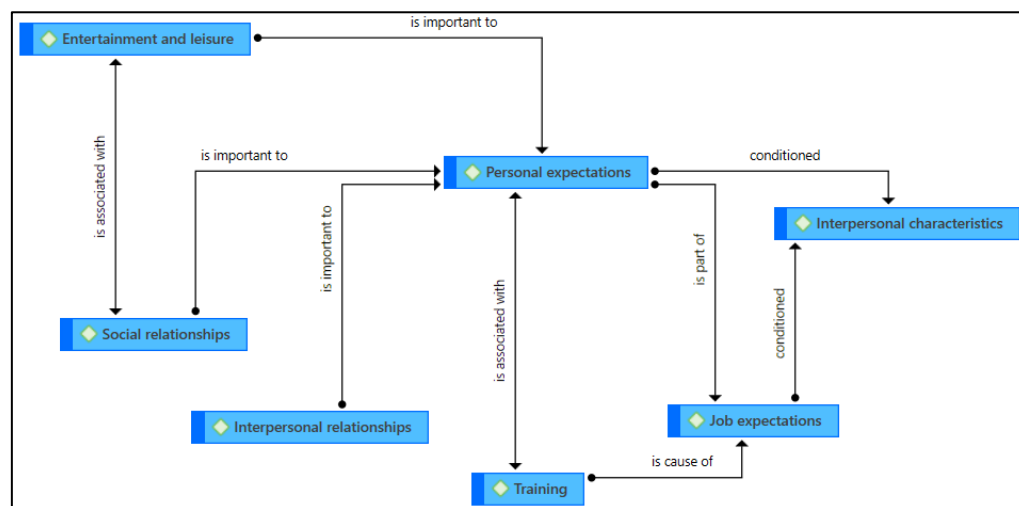 is important to
Entertainment and leisure
is associated with
is important to
Personal expectations
conditioned
is important to
Interpersonal characteristics
is part of
is associated with
conditioned
Social relationships
Interpersonal relationships
Job expectations
is cause of
Training